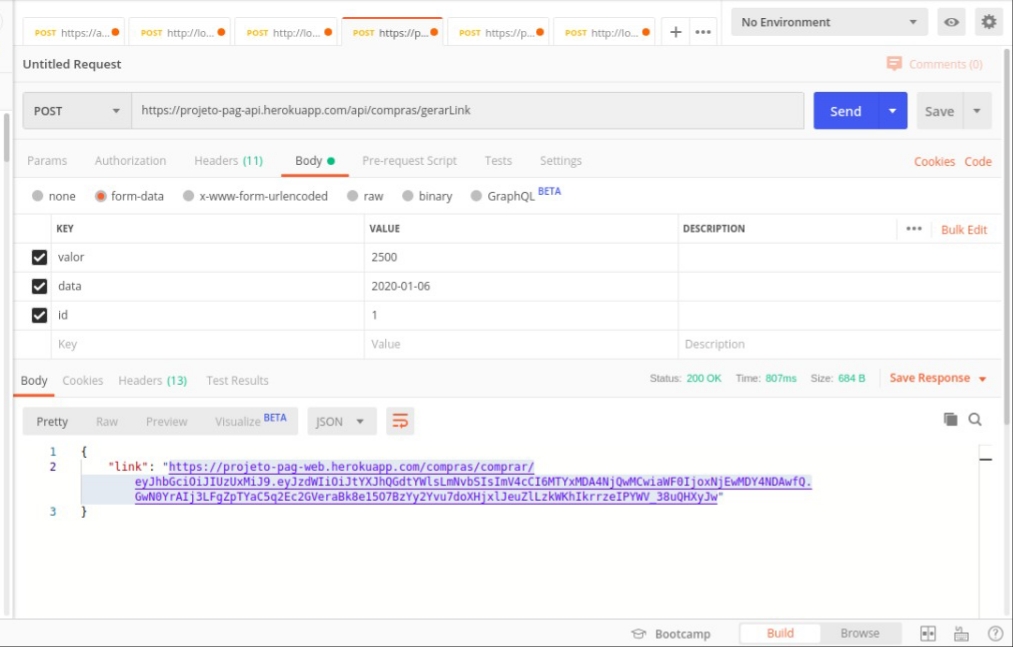 POST https://a... POST http://lo... POST http://lo... POST https://p... POST https://p... POST http://lo... + ••• No Environment
Untitled Request Comments (0)
POST https://projeto-pag-api.herokuapp.com/api/compras/gerarLink Send Save
Params Authorization Headers (11) Body Pre-request Script Tests Settings Cookies Code
none form-data x-www-form-urlencoded raw binary GraphQL BETA
KEY VALUE DESCRIPTION ••• Bulk Edit
valor 2500
data 2020-01-06
id 1
Key Value Description
Body Cookies Headers (13) Test Results Status: 200 OK Time: 807ms Size: 684 B Save Response
Pretty Raw Preview Visualize BETA JSON
1 {
2 "link": "https://projeto-pag-web.herokuapp.com/compras/comprar/
eyJhbGciOiJIUzUxMiJ9.eyJzdWIiOiJtYXJhQGdtYWlsLmNvbSIsImV4cCI6MTYxMDA4NjQwMCwiaWF0IjoxNjEwMDY4NDAwfQ.
GwN0YrAIj3LFgZpTYaC5q2Ec2GVeraBk8e15O7BzYy2Yvu7doXHjxlJeuZlLzkWKhIkrrzeIPYWV_38uQHXyJw"
3 }
Bootcamp Build Browse